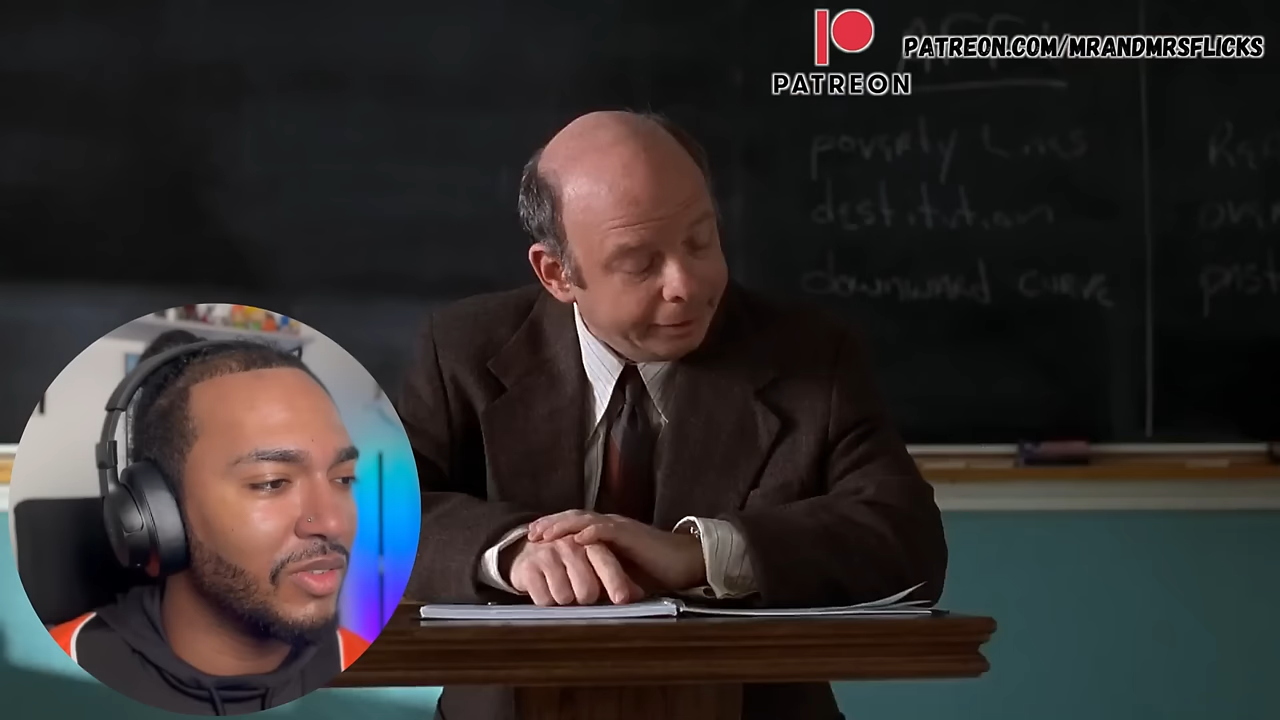 PATREON
PATREON.COM/MRANDMRSFLICKS
poverty lines
destitution
downward curve